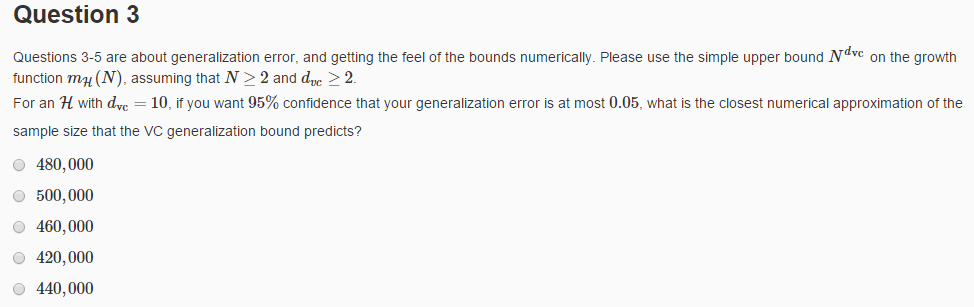 Question 3
Questions 3-5 are about generalization error, and getting the feel of the bounds numerically. Please use the simple upper bound $N^{d_{vc}}$ on the growth
function $m_{\mathcal{H}}(N)$, assuming that $N \geq 2$ and $d_{vc} \geq 2$.
For an $\mathcal{H}$ with $d_{vc} = 10$, if you want 95% confidence that your generalization error is at most 0.05, what is the closest numerical approximation of the
sample size that the VC generalization bound predicts?
480,000
500,000
460,000
420,000
440,000